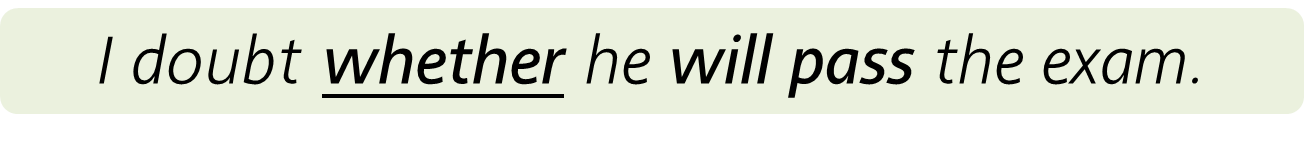 I doubt whether he will pass the exam.